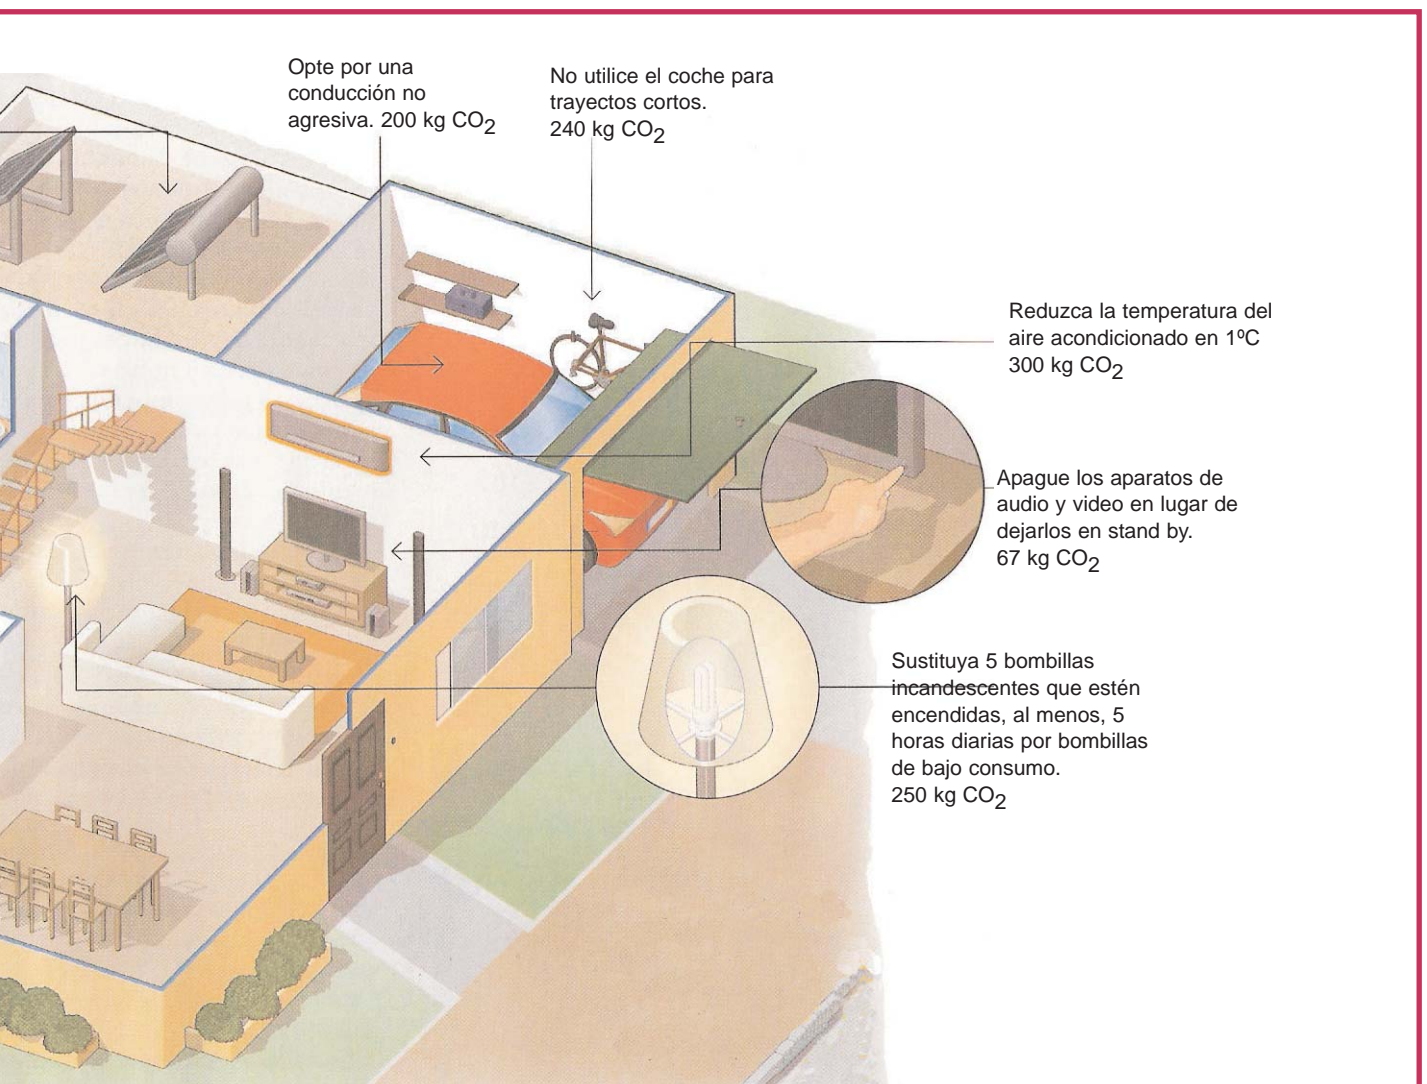 Opte por una
conducción no
agresiva. 200 kg CO2
No utilice el coche para
trayectos cortos.
240 kg CO2
Reduzca la temperatura del
aire acondicionado en 1ºC
300 kg CO2
Apague los aparatos de
audio y video en lugar de
dejarlos en stand by.
67 kg CO2
Sustituya 5 bombillas
incandescentes que estén
encendidas, al menos, 5
horas diarias por bombillas
de bajo consumo.
250 kg CO2